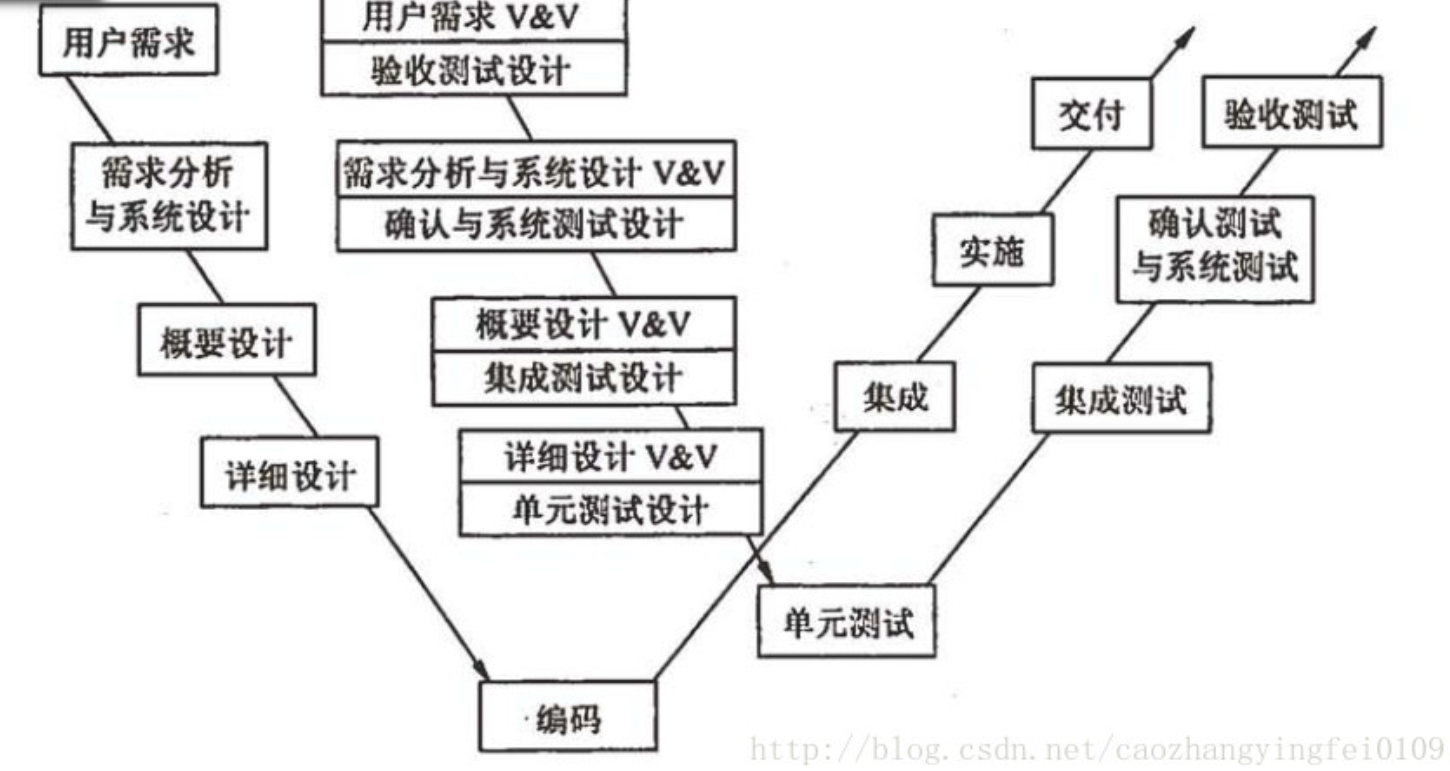 用户需求
用户需求 V&V
验收测试设计
交付
验收测试
需求分析
与系统设计
需求分析与系统设计 V&V
确认与系统测试设计
实施
确认测试
与系统测试
概要设计
概要设计 V&V
集成测试设计
集成
集成测试
详细设计
详细设计 V&V
单元测试设计
单元测试
编码
http://blog.csdn.net/caozhangyingfei0109